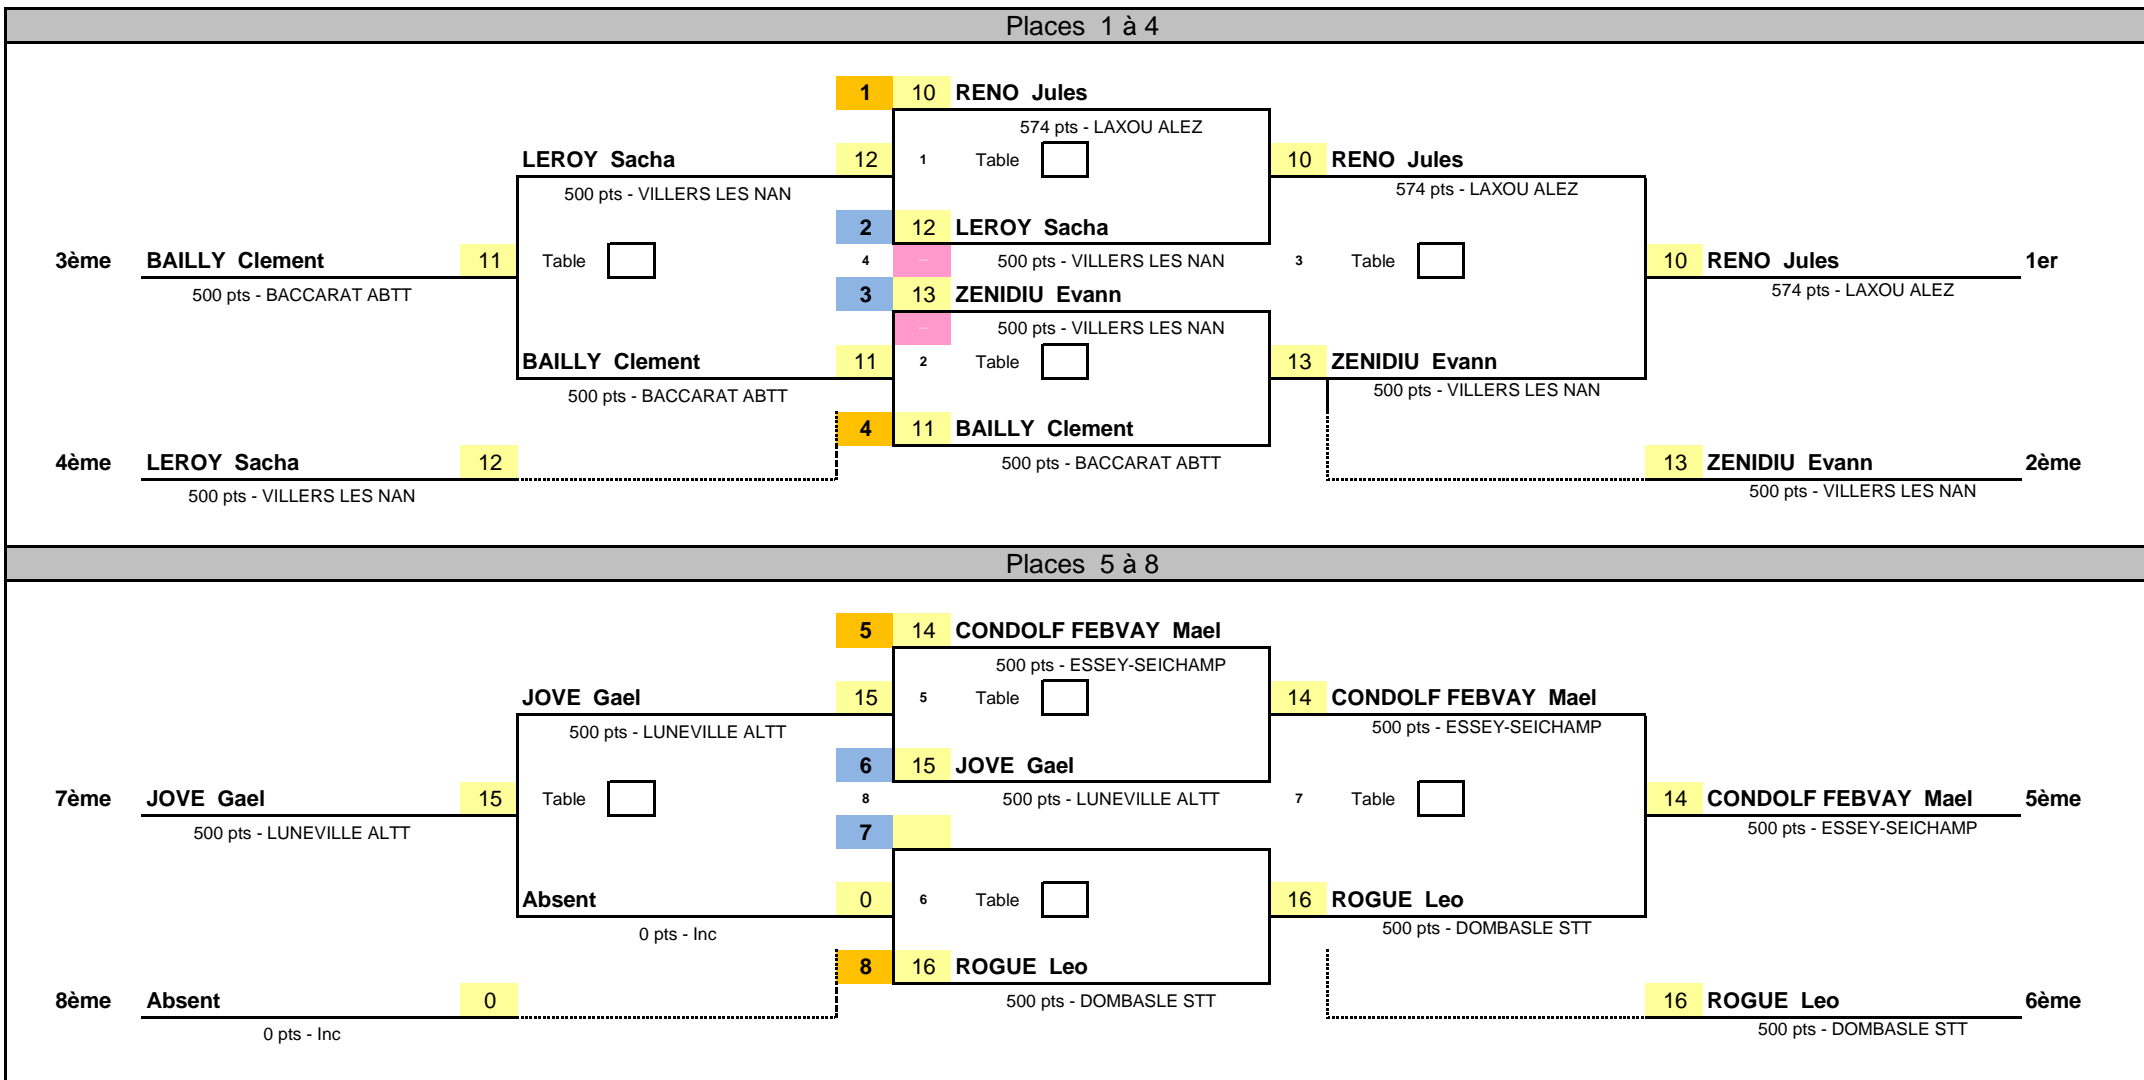 Places 1 à 4
1 10 RENO Jules
574 pts - LAXOU ALEZ
LEROY Sacha 12 1 Table 10 RENO Jules
500 pts - VILLERS LES NAN 574 pts - LAXOU ALEZ
2 12 LEROY Sacha
3ème BAILLY Clement 11 Table 4 500 pts - VILLERS LES NAN 3 Table 10 RENO Jules 1er
500 pts - BACCARAT ABTT 3 13 ZENIDIU Evann 574 pts - LAXOU ALEZ
500 pts - VILLERS LES NAN
BAILLY Clement 11 2 Table 13 ZENIDIU Evann
500 pts - BACCARAT ABTT 500 pts - VILLERS LES NAN
4 11 BAILLY Clement
4ème LEROY Sacha 12 500 pts - BACCARAT ABTT 13 ZENIDIU Evann 2ème
500 pts - VILLERS LES NAN 500 pts - VILLERS LES NAN
Places 5 à 8
5 14 CONDOLF FEBVAY Mael
500 pts - ESSEY-SEICHAMP
JOVE Gael 15 5 Table 14 CONDOLF FEBVAY Mael
500 pts - LUNEVILLE ALTT 500 pts - ESSEY-SEICHAMP
6 15 JOVE Gael
7ème JOVE Gael 15 Table 8 500 pts - LUNEVILLE ALTT 7 Table 14 CONDOLF FEBVAY Mael 5ème
500 pts - LUNEVILLE ALTT 7 500 pts - ESSEY-SEICHAMP
Absent 0 6 Table 16 ROGUE Leo
0 pts - Inc 500 pts - DOMBASLE STT
8 16 ROGUE Leo
8ème Absent 0 500 pts - DOMBASLE STT 16 ROGUE Leo 6ème
0 pts - Inc 500 pts - DOMBASLE STT